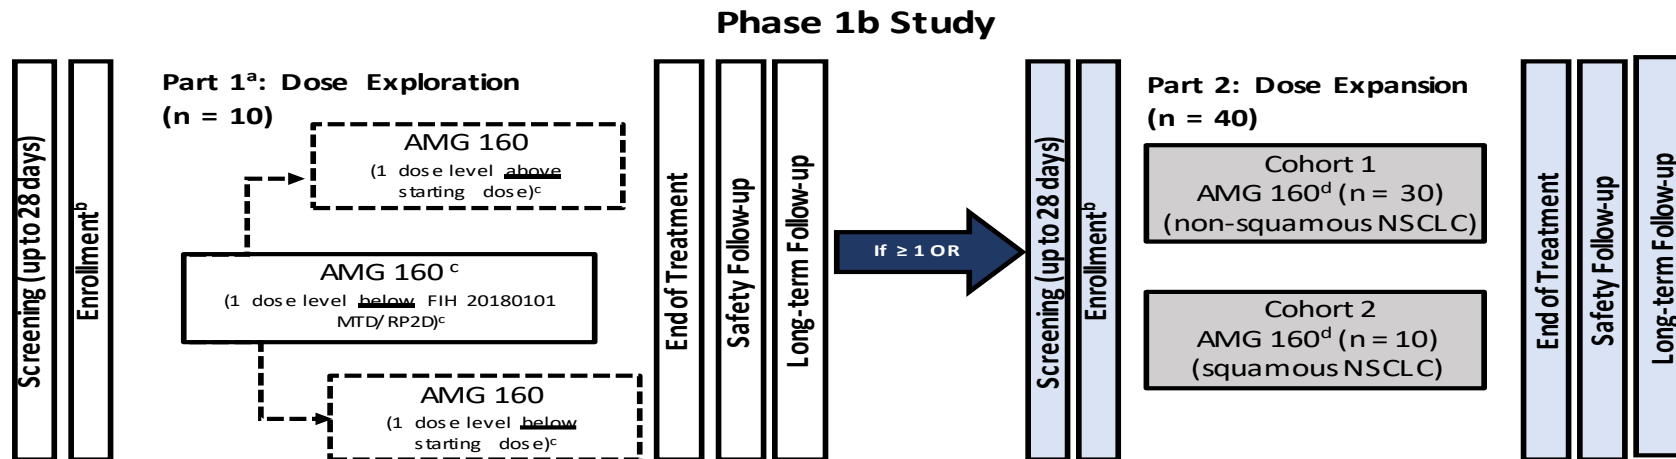 Phase 1b Study
Screening (up to 28 days)
Enrollmentᵇ
Part 1ᵃ: Dose Exploration
(n = 10)
AMG 160
(1 dose level above
starting dose)ᶜ
AMG 160 ᶜ
(1 dose level below FIH 20180101
MTD/RP2D)ᶜ
AMG 160
(1 dose level below
starting dose)ᶜ
End of Treatment
Safety Follow-up
Long-term Follow-up
If ≥ 1 OR
Screening (up to 28 days)
Enrollmentᵇ
Part 2: Dose Expansion
(n = 40)
Cohort 1
AMG 160ᵈ (n = 30)
(non-squamous NSCLC)
Cohort 2
AMG 160ᵈ (n = 10)
(squamous NSCLC)
End of Treatment
Safety Follow-up
Long-term Follow-up